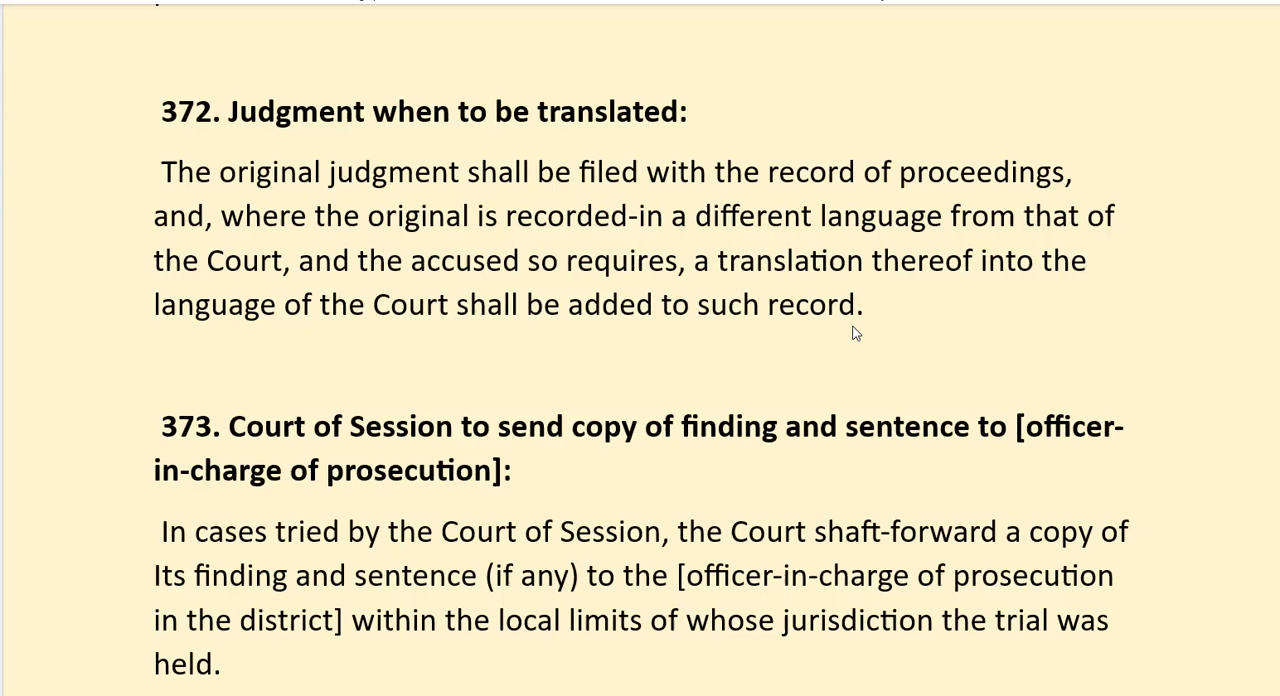 372. Judgment when to be translated:
The original judgment shall be filed with the record of proceedings,
and, where the original is recorded-in a different language from that of
the Court, and the accused so requires, a translation thereof into the
language of the Court shall be added to such record.
373. Court of Session to send copy of finding and sentence to [officer-
in-charge of prosecution]:
In cases tried by the Court of Session, the Court shaft-forward a copy of
Its finding and sentence (if any) to the [officer-in-charge of prosecution
in the district] within the local limits of whose jurisdiction the trial was
held.